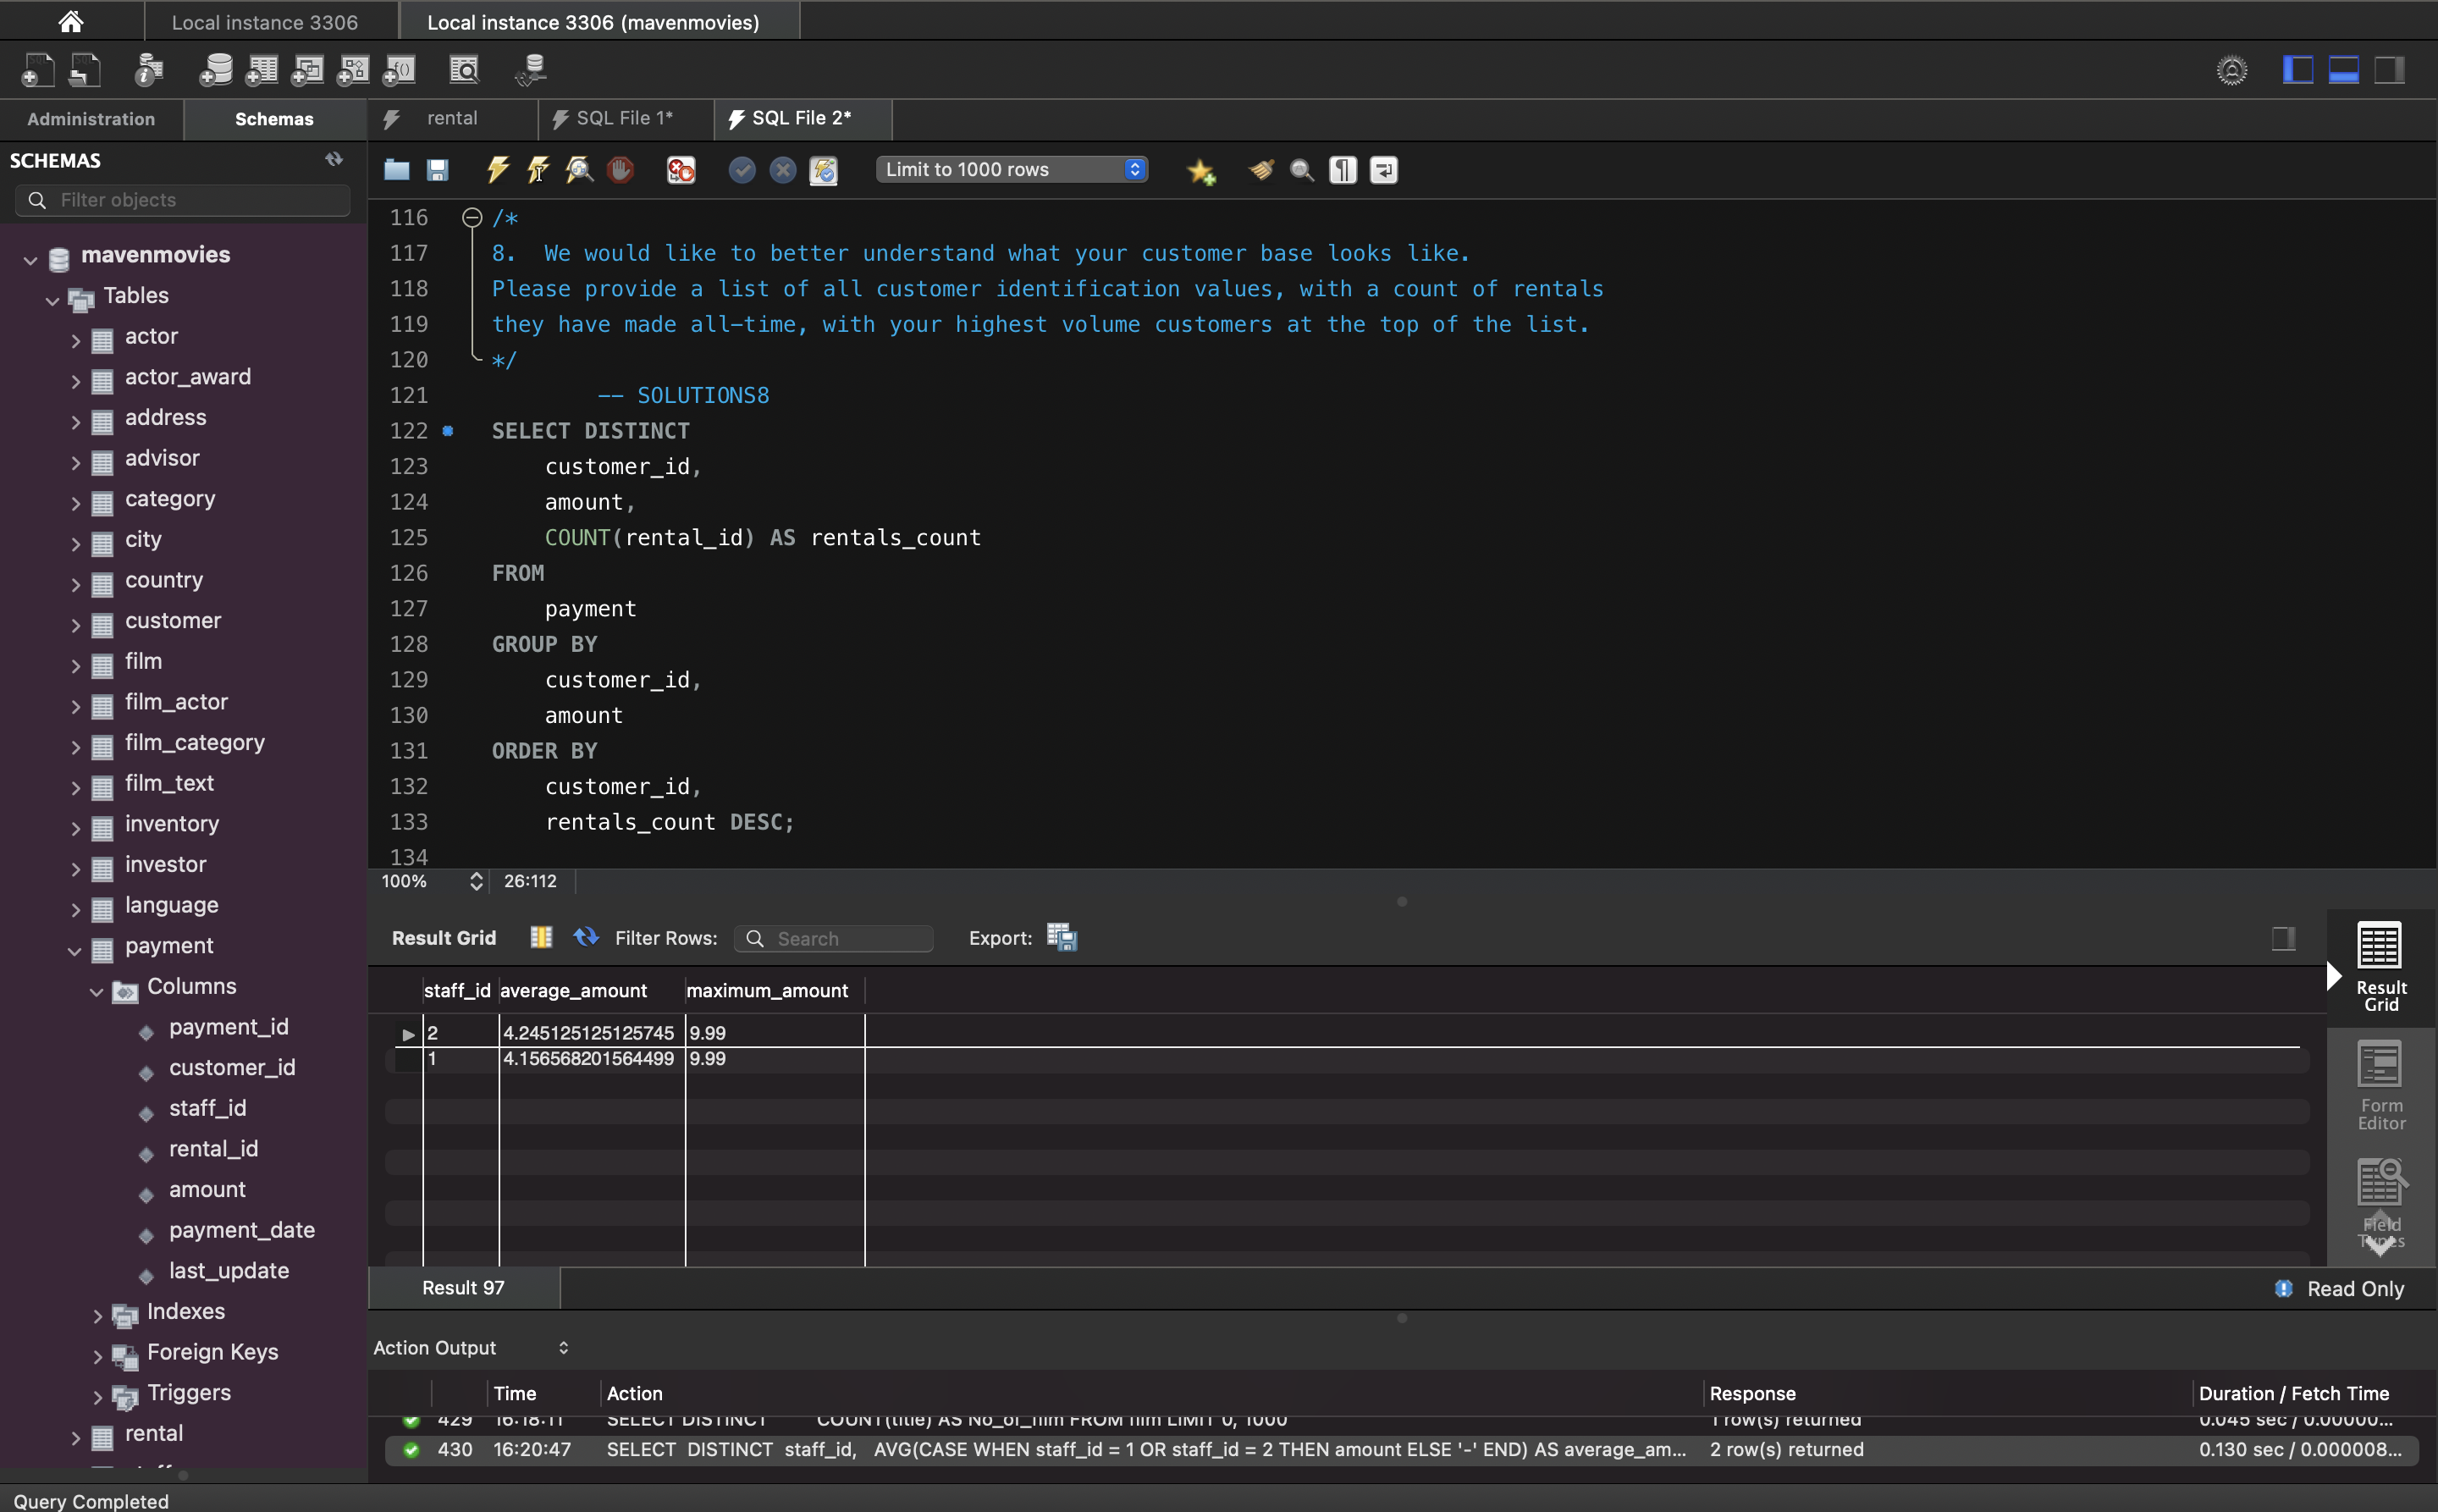 Local instance 3306
Local instance 3306 (mavenmovies)
Administration
Schemas
rental
SQL File 1*
SQL File 2*
SCHEMAS
Filter objects
Limit to 1000 rows
mavenmovies
Tables
actor
actor_award
address
advisor
category
city
country
customer
film
film_actor
film_category
film_text
inventory
investor
language
payment
Columns
payment_id
customer_id
staff_id
rental_id
amount
payment_date
last_update
Indexes
Foreign Keys
Triggers
rental
116 /*
117 8.  We would like to better understand what your customer base looks like.
118 Please provide a list of all customer identification values, with a count of rentals
119 they have made all-time, with your highest volume customers at the top of the list.
120 */
121 -- SOLUTIONS8
122 SELECT DISTINCT
123 customer_id,
124 amount,
125 COUNT(rental_id) AS rentals_count
126 FROM
127 payment
128 GROUP BY
129 customer_id,
130 amount
131 ORDER BY
132 customer_id,
133 rentals_count DESC;
134
100% 26:112
Result Grid Filter Rows: Search Export:
staff_id average_amount maximum_amount
2 4.245125125125745 9.99
1 4.156568201564499 9.99
Result
Grid
Form
Editor
Field
Types
Result 97
Read Only
Action Output
Time Action Response Duration / Fetch Time
429 16:18:11 SELECT DISTINCT COUNT(title) AS No_of_film FROM film LIMIT 0, 1000 1 row(s) returned 0.045 sec / 0.00000...
430 16:20:47 SELECT DISTINCT staff_id, AVG(CASE WHEN staff_id = 1 OR staff_id = 2 THEN amount ELSE '-' END) AS average_am... 2 row(s) returned 0.130 sec / 0.000008...
Query Completed